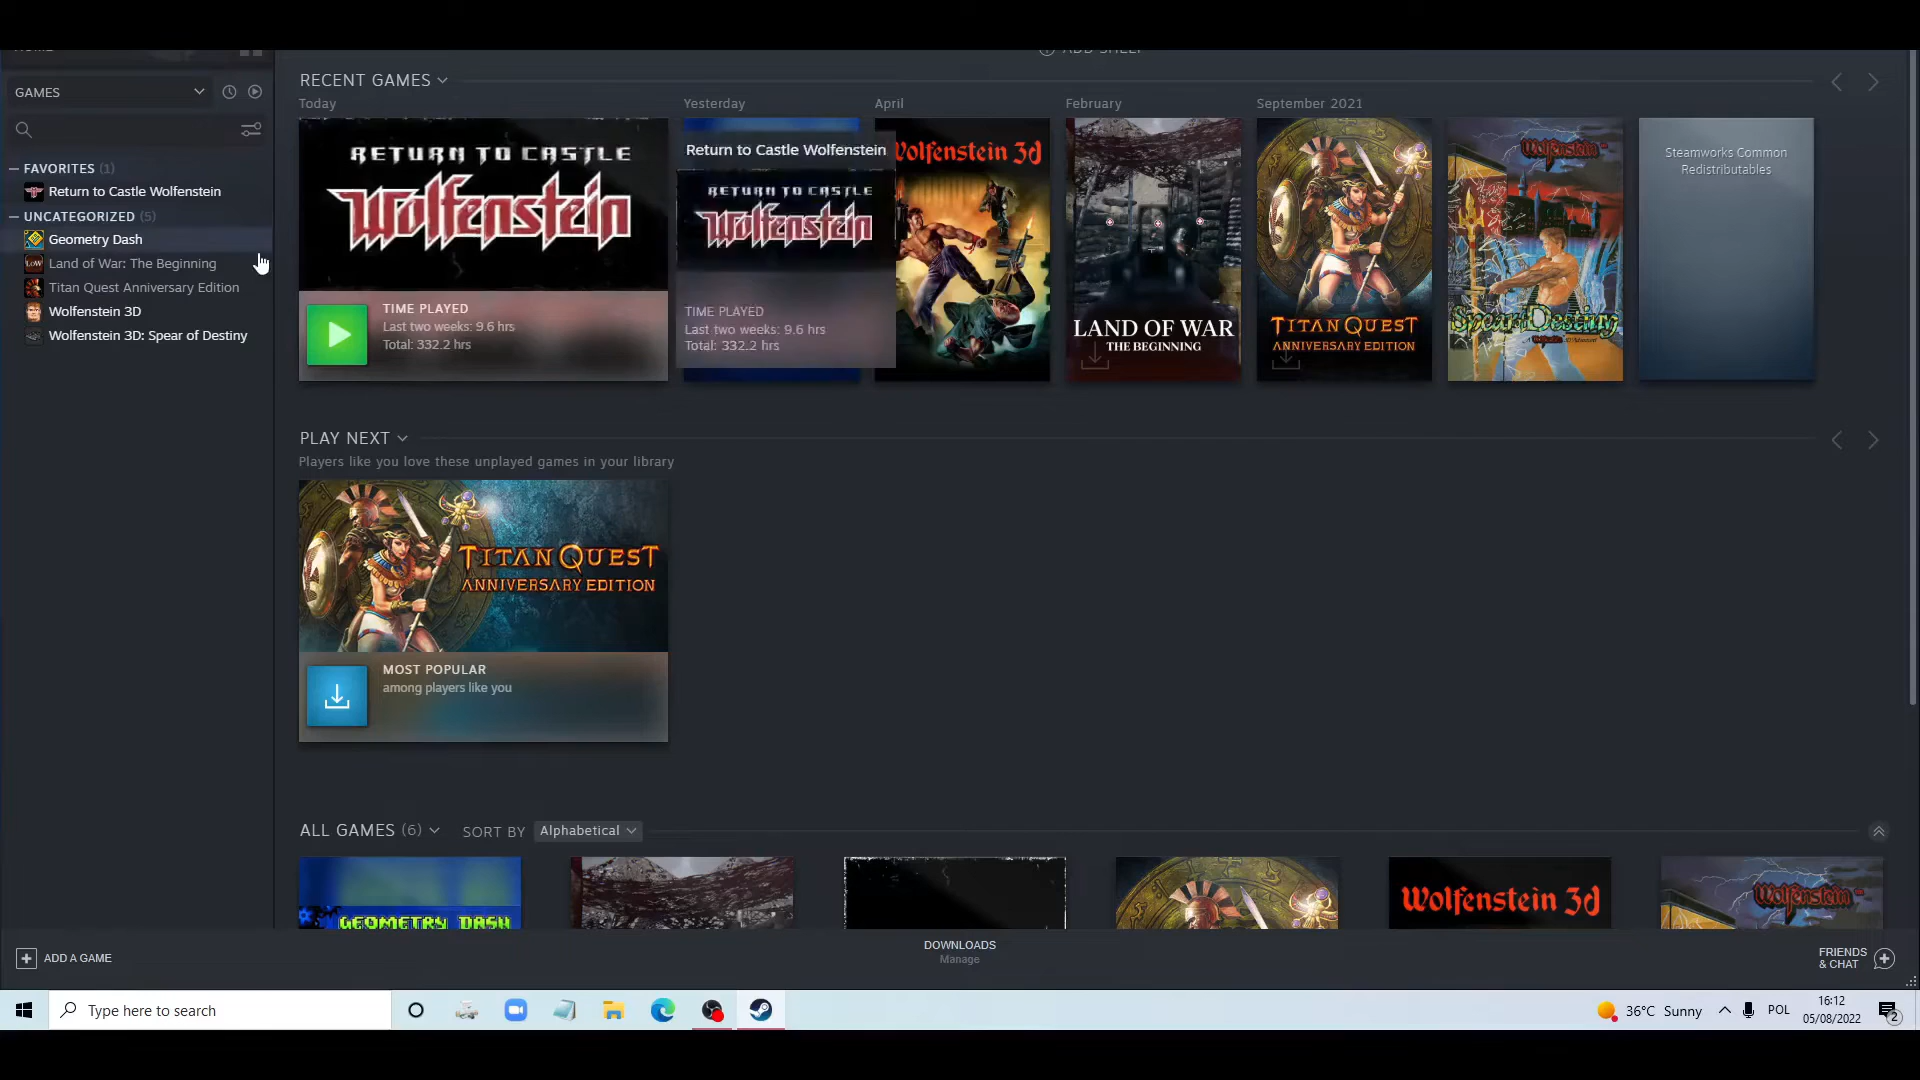 HOME
ADD SHELF
GAMES
FAVORITES (1)
Return to Castle Wolfenstein
UNCATEGORIZED (5)
Geometry Dash
LOW
Land of War: The Beginning
Titan Quest Anniversary Edition
Wolfenstein 3D
Wolfenstein 3D: Spear of Destiny
RECENT GAMES
Today
Yesterday
April
February
September 2021
RETURN TO CASTLE
Wolfenstein
TIME PLAYED
Last two weeks: 9.6 hrs
Total: 332.2 hrs
Return to Castle Wolfenstein
RETURN TO CASTLE
Wolfenstein
TIME PLAYED
Last two weeks: 9.6 hrs
Total: 332.2 hrs
Wolfenstein 3d
LAND OF WAR
THE BEGINNING
TITAN QUEST
ANNIVERSARY EDITION
Wolfenstein
Spear of Destiny
Steamworks Common
Redistributables
PLAY NEXT
Players like you love these unplayed games in your library
TITAN QUEST
ANNIVERSARY EDITION
MOST POPULAR
among players like you
ALL GAMES (6)
SORT BY Alphabetical
GEOMETRY DASH
Wolfenstein 3d
Wolfenstein
ADD A GAME
DOWNLOADS
Manage
FRIENDS
& CHAT
Type here to search
36°C Sunny
POL
16:12
05/08/2022
2